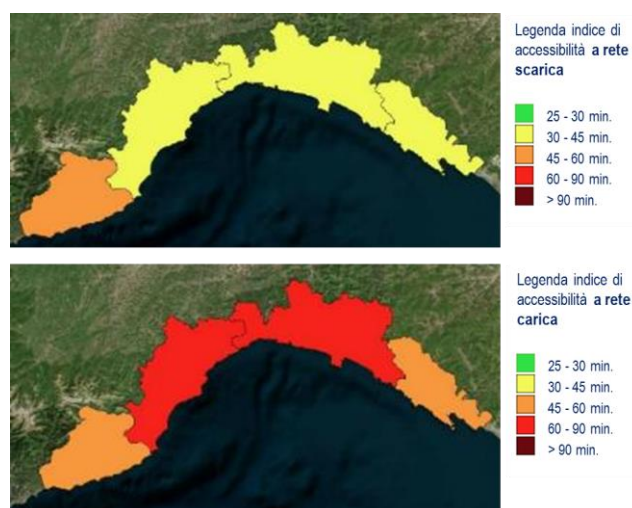 Legenda indice di
accessibilità a rete
scarica
25 - 30 min.
30 - 45 min.
45 - 60 min.
60 - 90 min.
> 90 min.
Legenda indice di
accessibilità a rete
carica
25 - 30 min.
30 - 45 min.
45 - 60 min.
60 - 90 min.
> 90 min.